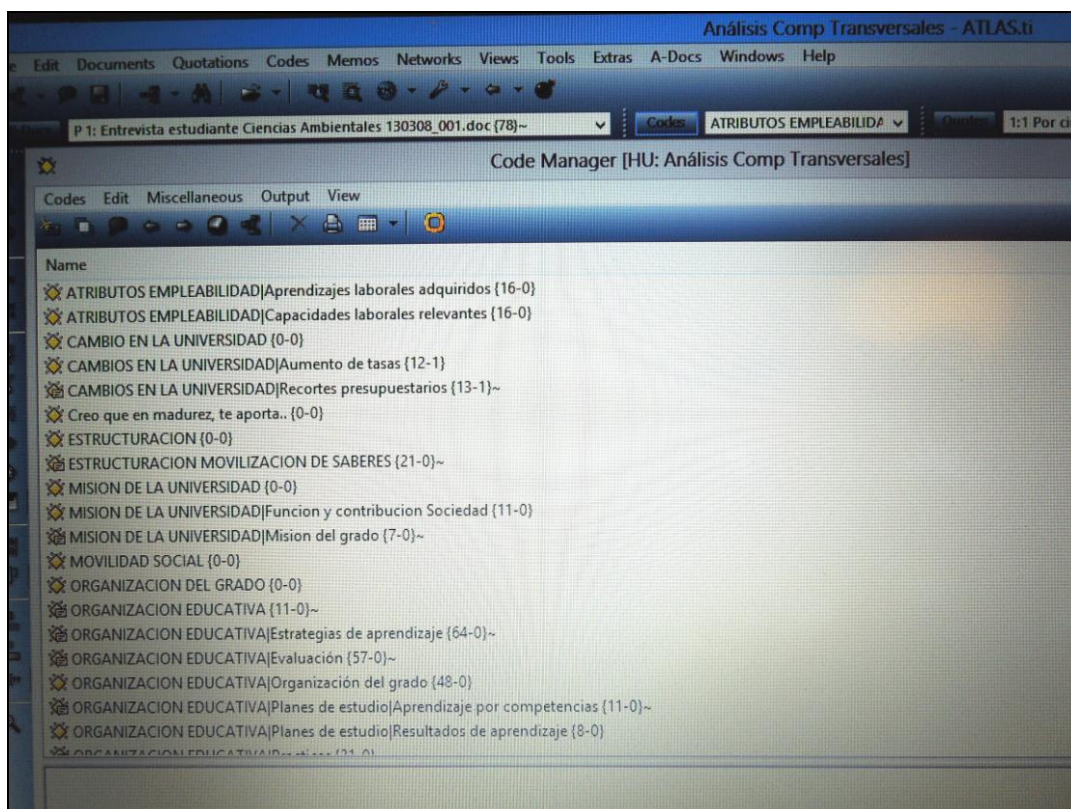 Análisis Comp Transversales - ATLAS.ti
Edit Documents Quotations Codes Memos Networks Views Tools Extras A-Docs Windows Help
P 1: Entrevista estudiante Ciencias Ambientales 130308_001.doc {78}~ Codes ATRIBUTOS EMPLEABILIDA 1:1 Por
Code Manager [HU: Análisis Comp Transversales]
Codes Edit Miscellaneous Output View
Name
ATRIBUTOS EMPLEABILIDAD|Aprendizajes laborales adquiridos {16-0}
ATRIBUTOS EMPLEABILIDAD|Capacidades laborales relevantes {16-0}
CAMBIO EN LA UNIVERSIDAD {0-0}
CAMBIOS EN LA UNIVERSIDAD|Aumento de tasas {12-1}
CAMBIOS EN LA UNIVERSIDAD|Recortes presupuestarios {13-1}~
Creo que en madurez, te aporta.. {0-0}
ESTRUCTURACION {0-0}
ESTRUCTURACION MOVILIZACION DE SABERES {21-0}~
MISION DE LA UNIVERSIDAD {0-0}
MISION DE LA UNIVERSIDAD|Funcion y contribucion Sociedad {11-0}
MISION DE LA UNIVERSIDAD|Mision del grado {7-0}~
MOVILIDAD SOCIAL {0-0}
ORGANIZACION DEL GRADO {0-0}
ORGANIZACION EDUCATIVA {11-0}~
ORGANIZACION EDUCATIVA|Estrategias de aprendizaje {64-0}~
ORGANIZACION EDUCATIVA|Evaluación {57-0}~
ORGANIZACION EDUCATIVA|Organización del grado {48-0}
ORGANIZACION EDUCATIVA|Planes de estudio|Aprendizaje por competencias {11-0}~
ORGANIZACION EDUCATIVA|Planes de estudio|Resultados de aprendizaje {8-0}